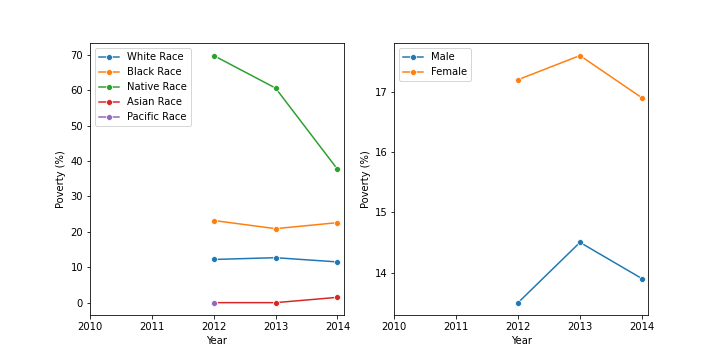 70
60
50
40
30
20
10
0
Poverty (%)
2010 2011 2012 2013 2014
Year
White Race
Black Race
Native Race
Asian Race
Pacific Race
17
16
15
14
Poverty (%)
2010 2011 2012 2013 2014
Year
Male
Female